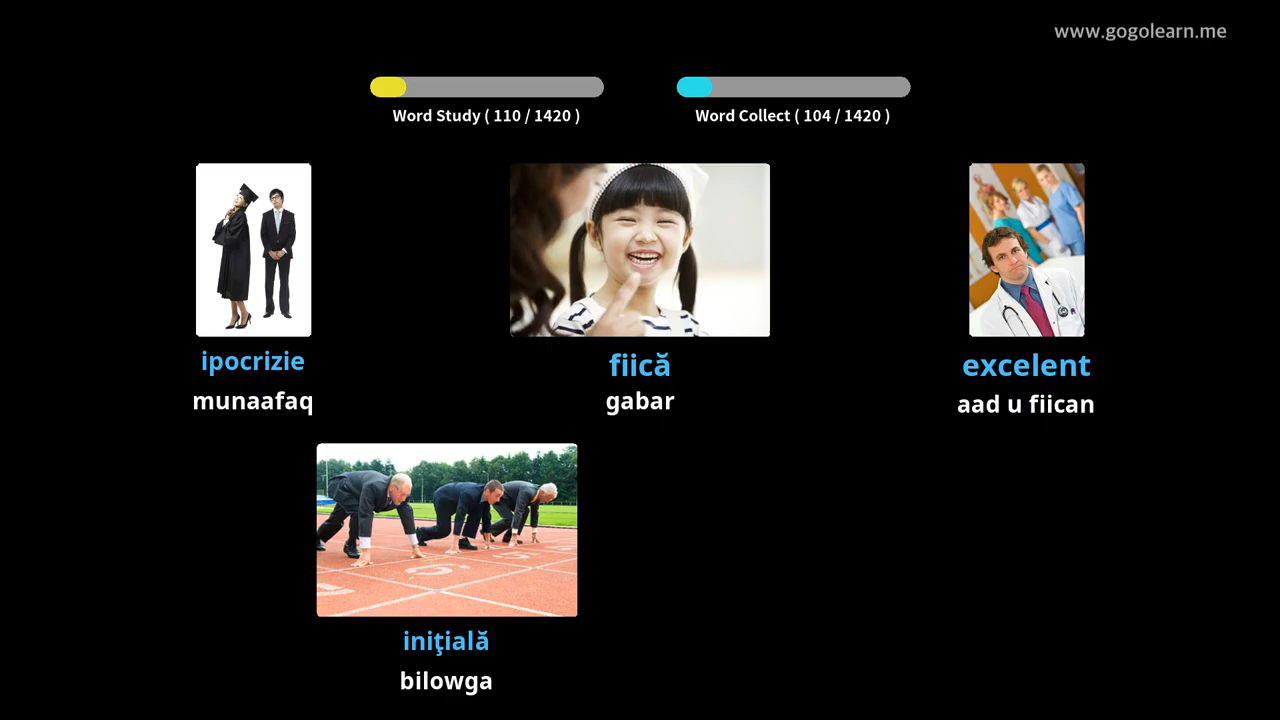 www.gogolearn.me
Word Study ( 110 / 1420 )
Word Collect ( 104 / 1420 )
ipocrizie
munaafaq
fiică
gabar
excelent
aad u fiican
iniţială
bilowga